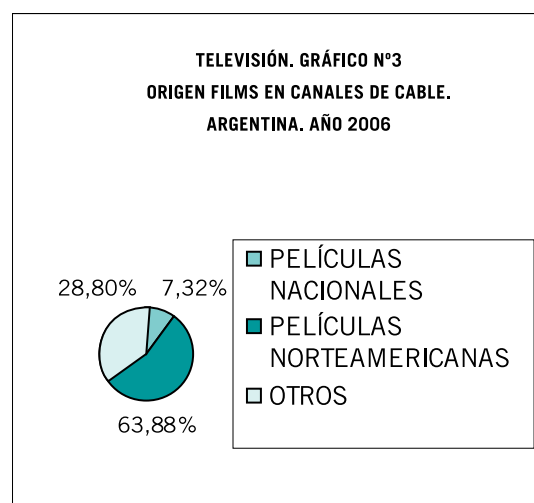 TELEVISIÓN. GRÁFICO Nº3
ORIGEN FILMS EN CANALES DE CABLE.
ARGENTINA. AÑO 2006
28,80%
7,32%
63,88%
PELÍCULAS
NACIONALES
PELÍCULAS
NORTEAMERICANAS
OTROS